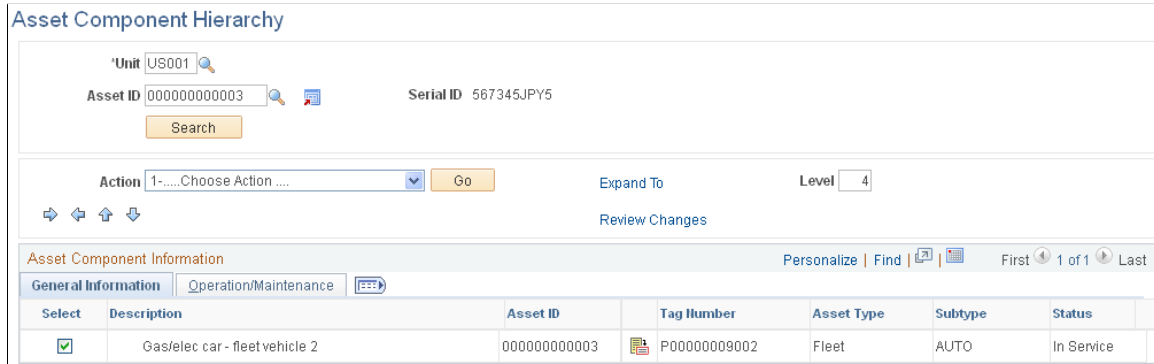 Asset Component Hierarchy
*Unit US001
Asset ID 000000000003 Serial ID 567345JPY5
Search
Action 1-.....Choose Action .... Go Expand To Level 4
Review Changes
Asset Component Information Personalize | Find | | First 1 of 1 Last
General Information Operation/Maintenance
Select Description Asset ID Tag Number Asset Type Subtype Status
Gas/elec car - fleet vehicle 2 000000000003 P00000009002 Fleet AUTO In Service